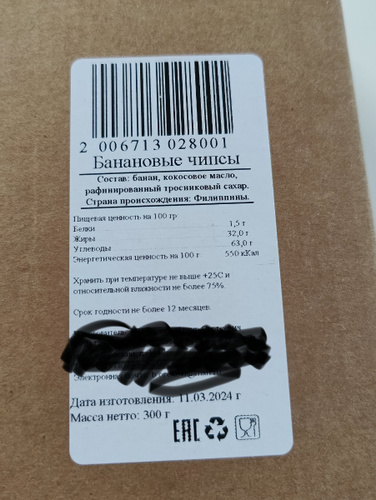 2 006713 028001
Банановые чипсы
Состав: банан, кокосовое масло,
рафинированный тросниковый сахар.
Страна происхождения: Филиппины.
Пищевая ценность на 100 гр
Белки 1,5 г
Жиры 32,0 г
Углеводы 63,0 г
Энергетическая ценность на 100 г 550 кКал
Хранить при температуре не выше +25С и
относительной влажности не более 75%.
Срок годности не более 12 месяцев.
Дата изготовления: 11.03.2024 г
Масса нетто: 300 г
EAC